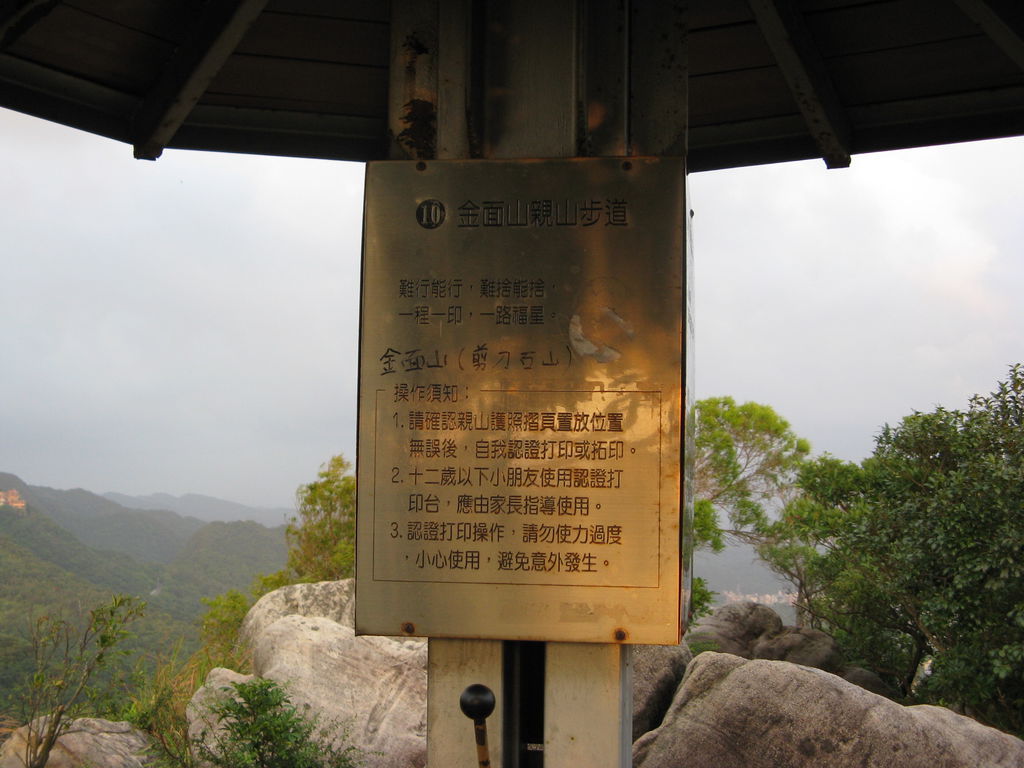 10 金面山親山步道
難行能行，難捨能捨，
一程一印，一路福星。
金面山(剪刀石山)
操作須知：
1. 請確認親山護照摺頁置放位置
無誤後，自我認證打印或拓印。
2. 十二歲以下小朋友使用認證打
印台，應由家長指導使用。
3. 認證打印操作，請勿使力過度
，小心使用，避免意外發生。